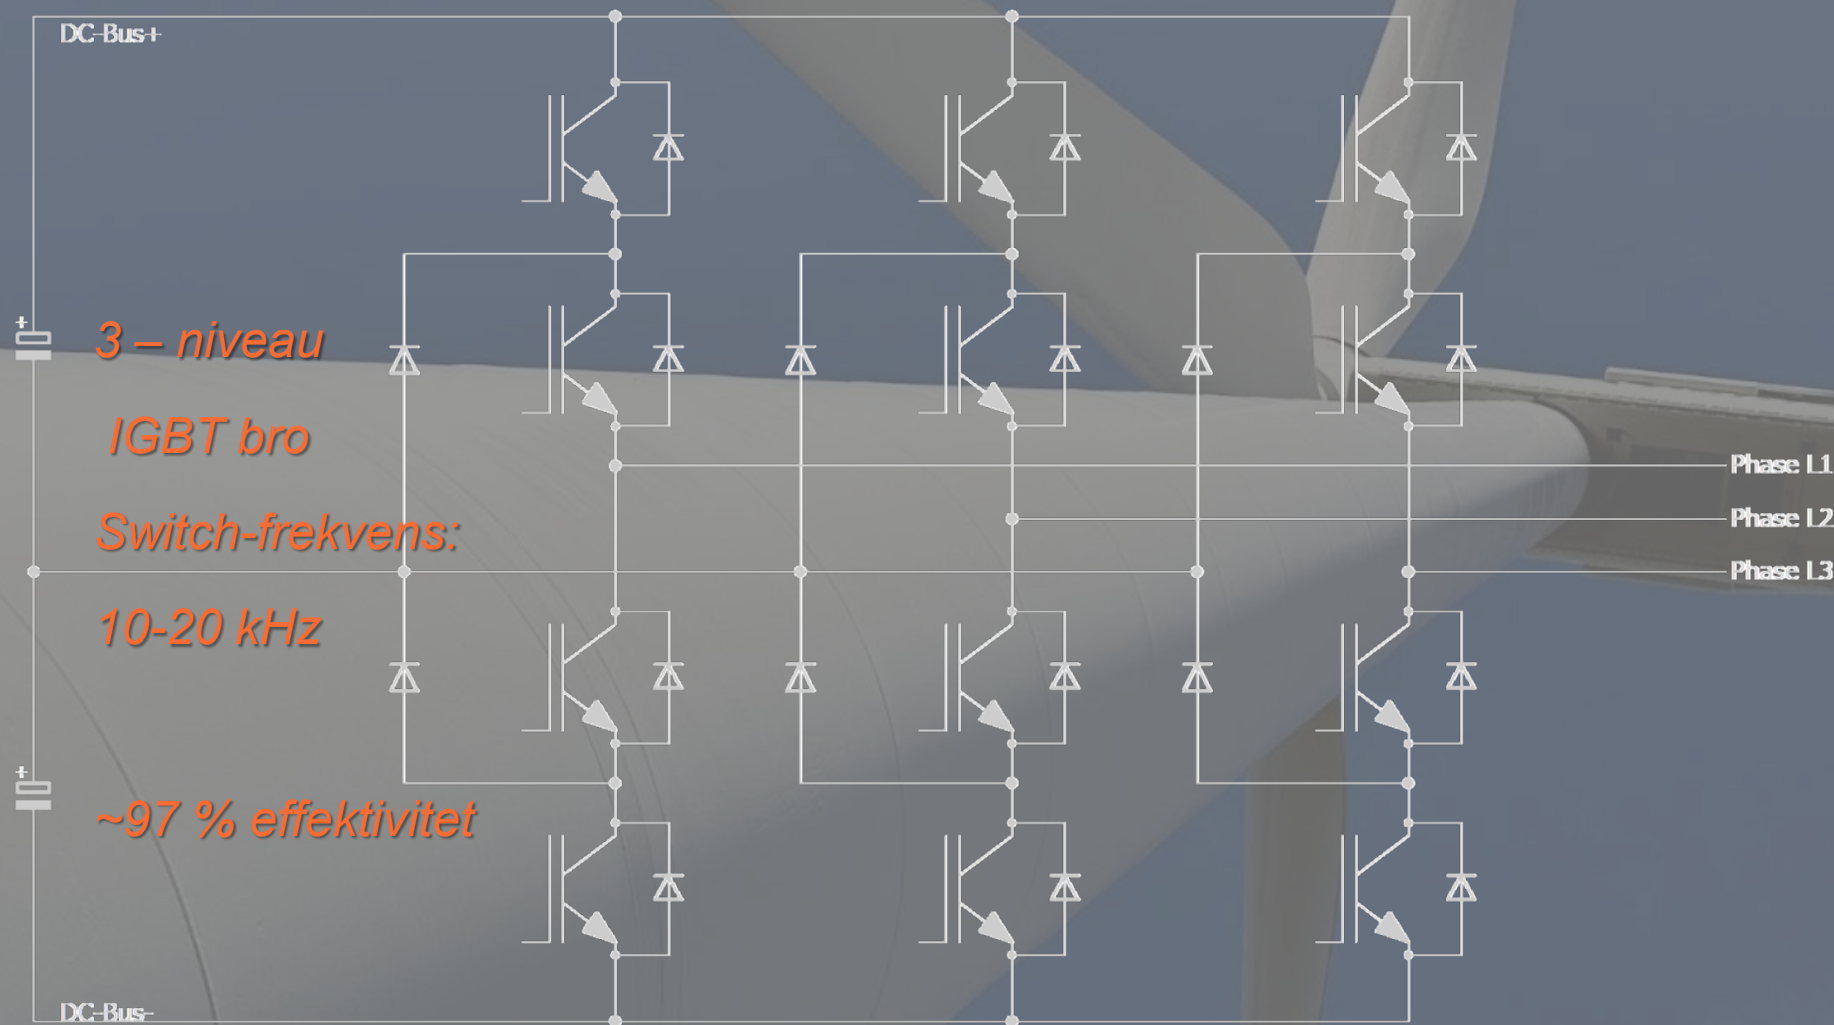 DC-Bus+
+
3 – niveau
IGBT bro
Phase L1
Switch-frekvens:
Phase L2
Phase L3
10-20 kHz
+
~97 % effektivitet
DC-Bus-